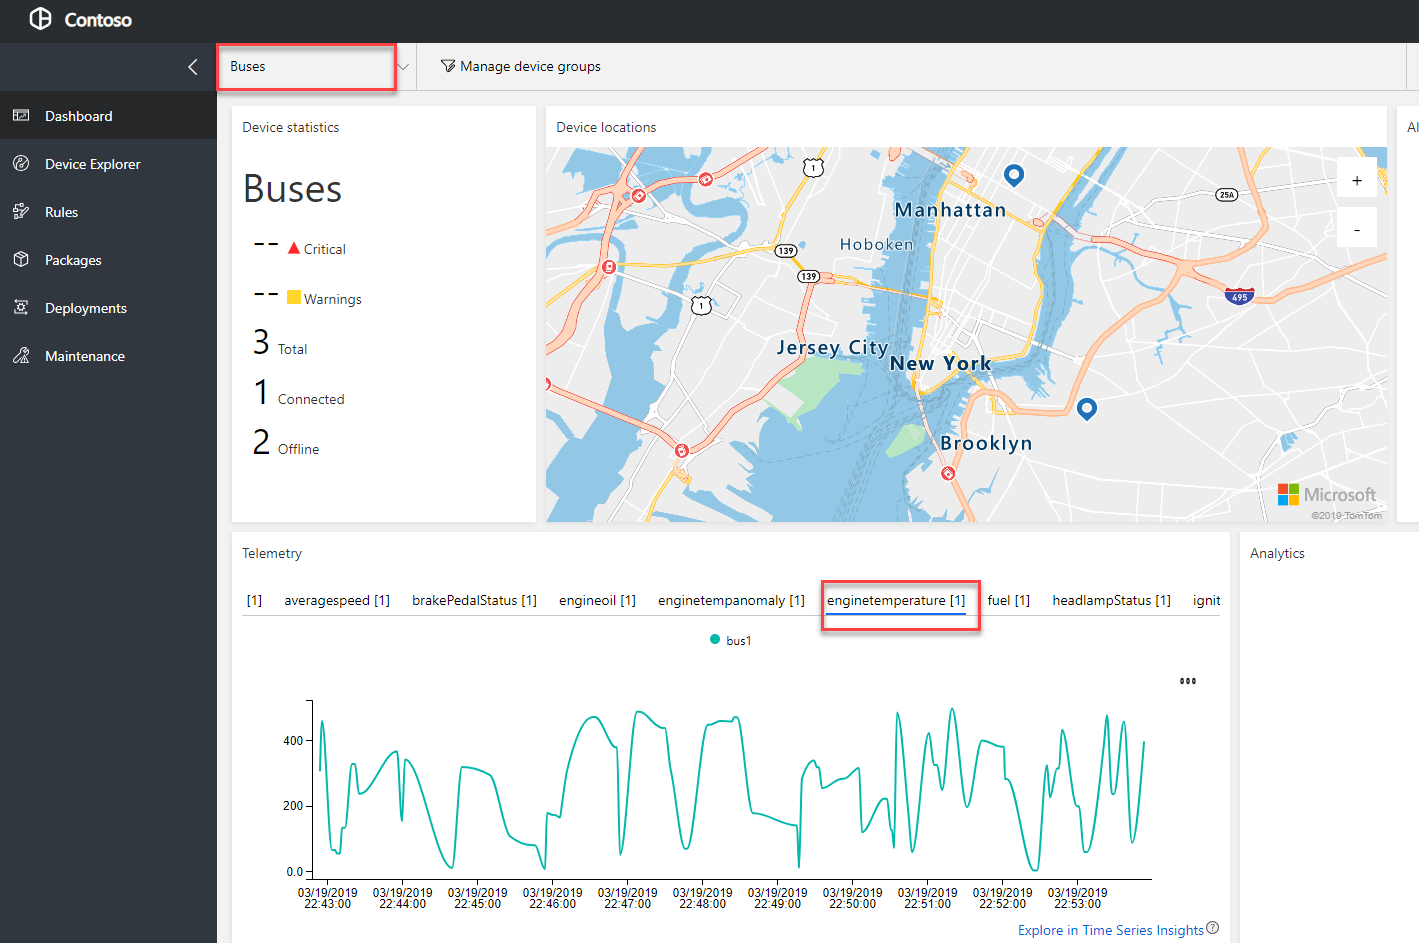 Contoso
Buses
Manage device groups
Dashboard
Device Explorer
Rules
Packages
Deployments
Maintenance
Device statistics
Buses
-- Critical
-- Warnings
3 Total
1 Connected
2 Offline
Device locations
1
Manhattan
25A
+
-
Hoboken
139
139
1
495
Jersey City
New York
Brooklyn
Microsoft
©2019 TomTom
Al
Telemetry
[1] averagespeed [1] brakePedalStatus [1] engineoil [1] enginetempanomaly [1] enginetemperature [1] fuel [1] headlampStatus [1] ignit
bus1
400
200
0.0
03/19/2019 03/19/2019 03/19/2019 03/19/2019 03/19/2019 03/19/2019 03/19/2019 03/19/2019 03/19/2019 03/19/2019 03/19/2019
22:43:00 22:44:00 22:45:00 22:46:00 22:47:00 22:48:00 22:49:00 22:50:00 22:51:00 22:52:00 22:53:00
Explore in Time Series Insights ?
Analytics